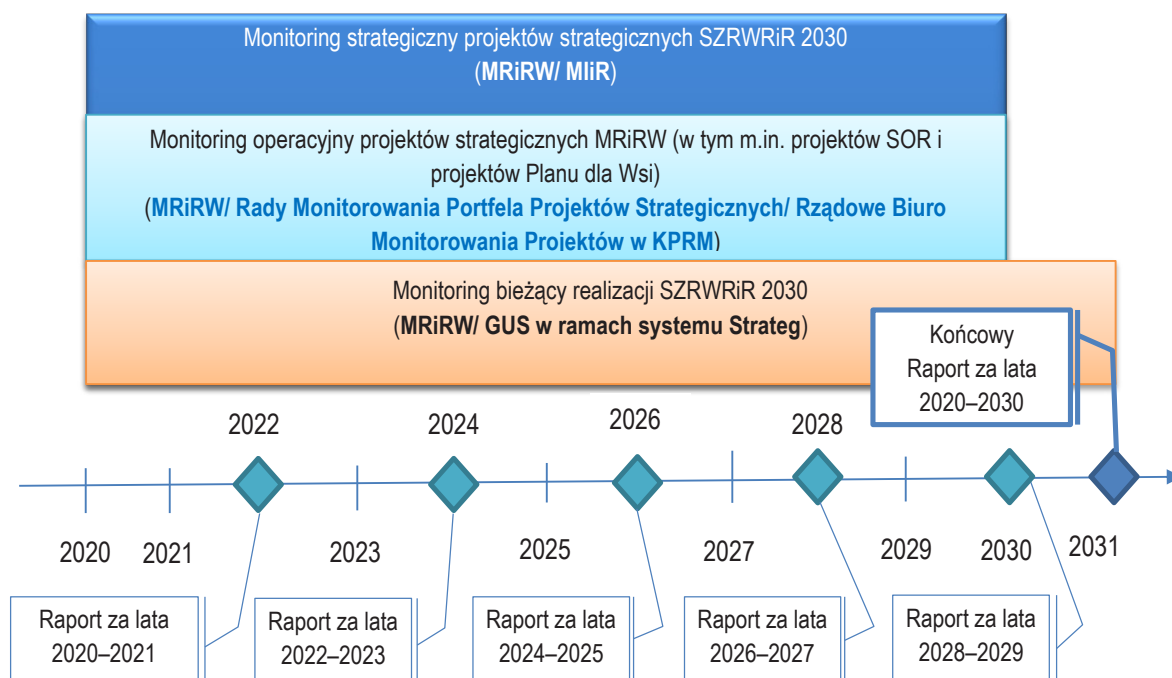 Monitoring strategiczny projektów strategicznych SZRWRiR 2030
(MRiRW/ MIiR)
Monitoring operacyjny projektów strategicznych MRiRW (w tym m.in. projektów SOR i
projektów Planu dla Wsi)
(MRiRW/ Rady Monitorowania Portfela Projektów Strategicznych/ Rządowe Biuro
Monitorowania Projektów w KPRM)
Monitoring bieżący realizacji SZRWRiR 2030
(MRiRW/ GUS w ramach systemu Strateg)
Końcowy
Raport za lata
2020–2030
2022
2024
2026
2028
2020
2021
2023
2025
2027
2029
2030
2031
Raport za lata
2020–2021
Raport za lata
2022–2023
Raport za lata
2024–2025
Raport za lata
2026–2027
Raport za lata
2028–2029